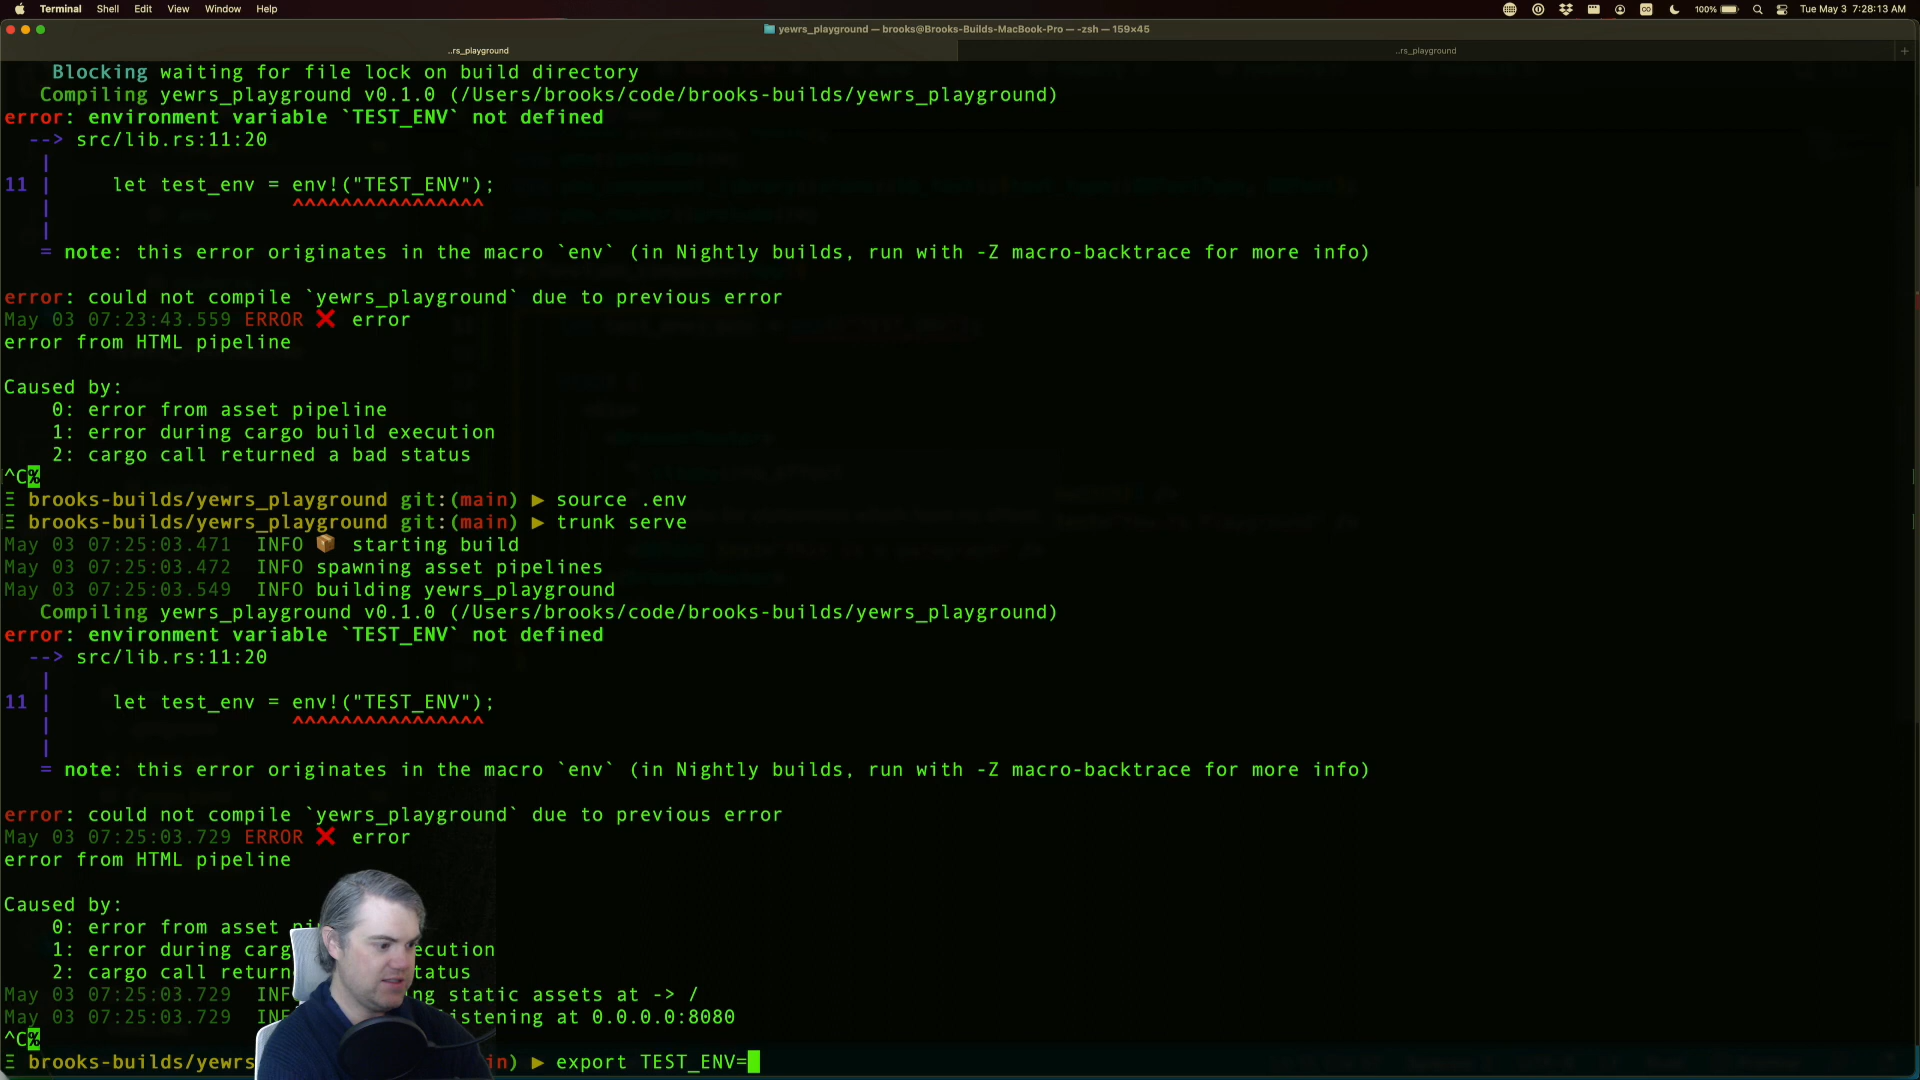 Terminal Shell Edit View Window Help 100% Tue May 3 7:28:13 AM
yewrs_playground — brooks@Brooks-Builds-MacBook-Pro — -zsh — 159×45
..rs_playground ..rs_playground +
Blocking waiting for file lock on build directory
Compiling yewrs_playground v0.1.0 (/Users/brooks/code/brooks-builds/yewrs_playground)
error: environment variable `TEST_ENV` not defined
--> src/lib.rs:11:20
|
11 | let test_env = env!("TEST_ENV");
| ^^^^^^^^^^^^^^^^
|
= note: this error originates in the macro `env` (in Nightly builds, run with -Z macro-backtrace for more info)
error: could not compile `yewrs_playground` due to previous error
May 03 07:23:43.559 ERROR ❌ error
error from HTML pipeline
Caused by:
0: error from asset pipeline
1: error during cargo build execution
2: cargo call returned a bad status
^C%
Ξ brooks-builds/yewrs_playground git:(main) ▶ source .env
Ξ brooks-builds/yewrs_playground git:(main) ▶ trunk serve
May 03 07:25:03.471 INFO 📦 starting build
May 03 07:25:03.472 INFO spawning asset pipelines
May 03 07:25:03.549 INFO building yewrs_playground
Compiling yewrs_playground v0.1.0 (/Users/brooks/code/brooks-builds/yewrs_playground)
error: environment variable `TEST_ENV` not defined
--> src/lib.rs:11:20
|
11 | let test_env = env!("TEST_ENV");
| ^^^^^^^^^^^^^^^^
|
= note: this error originates in the macro `env` (in Nightly builds, run with -Z macro-backtrace for more info)
error: could not compile `yewrs_playground` due to previous error
May 03 07:25:03.729 ERROR ❌ error
error from HTML pipeline
Caused by:
0: error from asset pi
1: error during carg ecution
2: cargo call return tatus
May 03 07:25:03.729 INF ng static assets at -> /
May 03 07:25:03.729 INF istening at 0.0.0.0:8080
^C%
Ξ brooks-builds/yewrs in) ▶ export TEST_ENV=